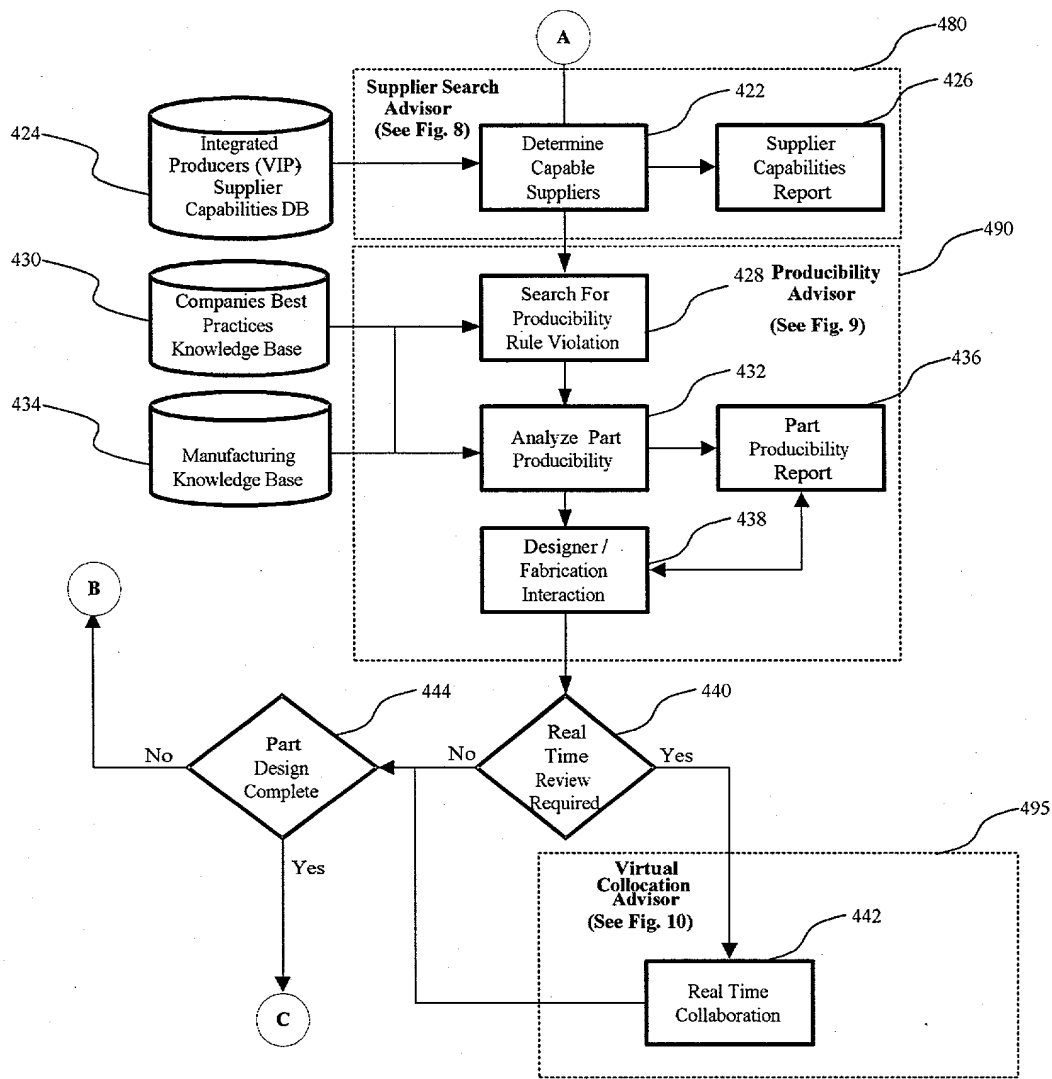 A
480
Supplier Search
Advisor
(See Fig. 8)
422
426
424
Integrated
Producers (VIP)
Supplier
Capabilities DB
Determine
Capable
Suppliers
Supplier
Capabilities
Report
490
430
Companies Best
Practices
Knowledge Base
Search For
Producibility
Rule Violation
428
Producibility
Advisor
(See Fig. 9)
434
Manufacturing
Knowledge Base
432
Analyze Part
Producibility
436
Part
Producibility
Report
438
Designer /
Fabrication
Interaction
B
444
440
No
Part
Design
Complete
No
Real
Time
Review
Required
Yes
Yes
495
Virtual
Collocation
Advisor
(See Fig. 10)
442
Real Time
Collaboration
C